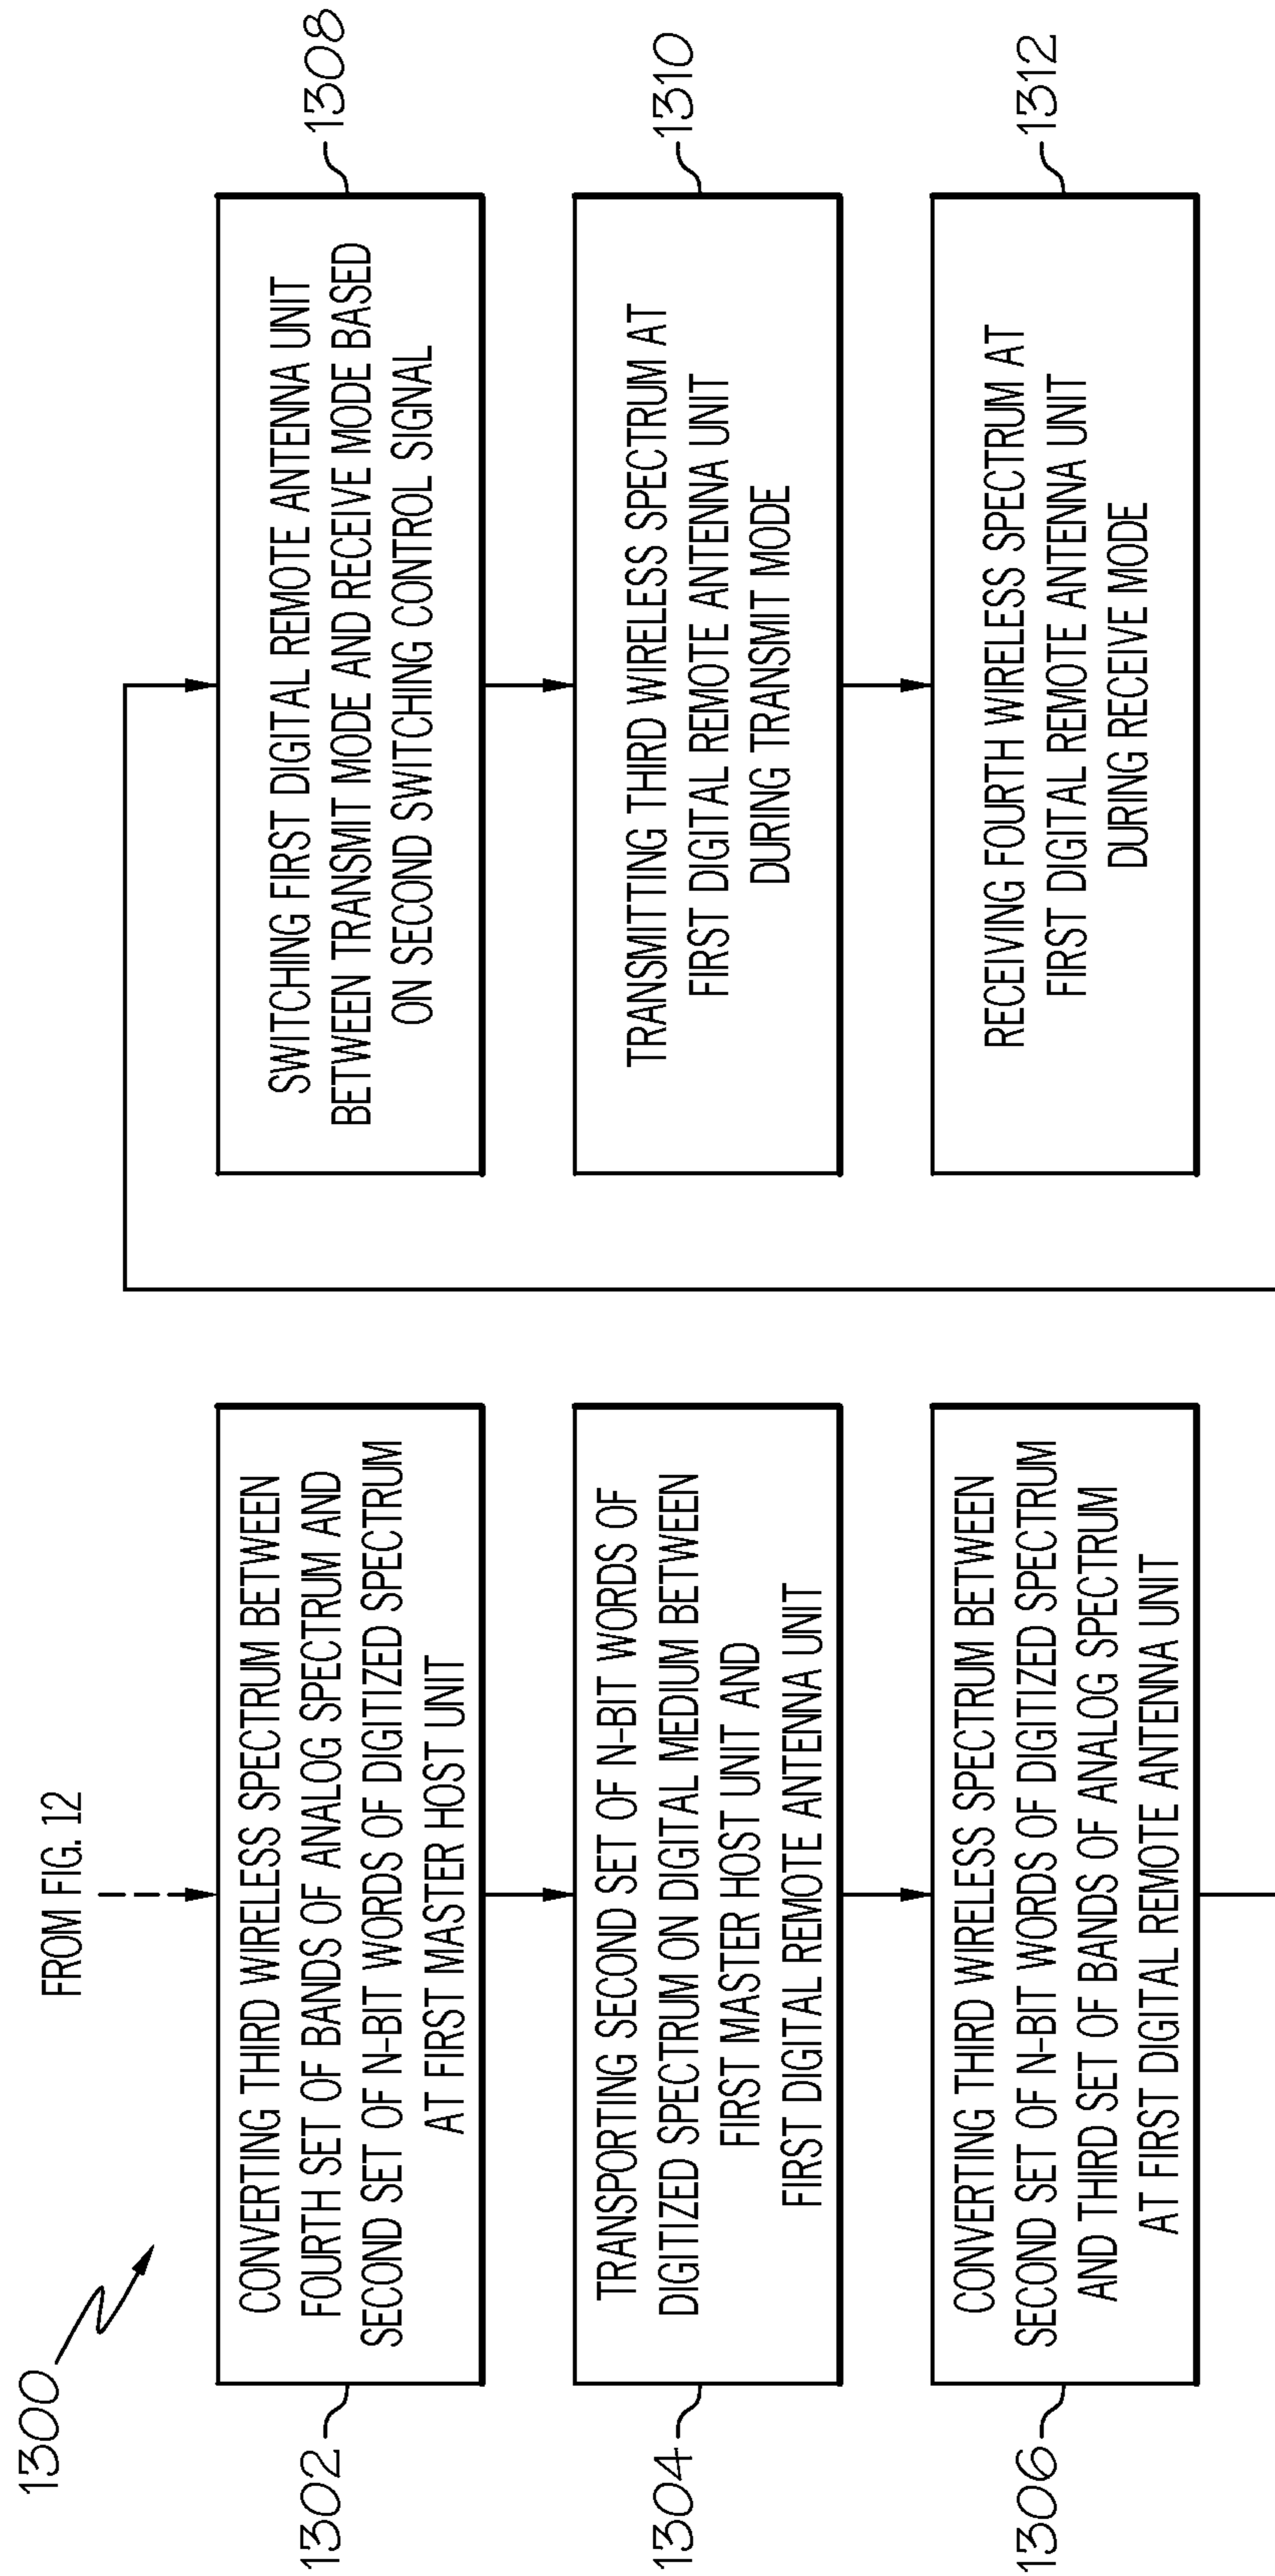 1300
FROM FIG. 12
1302
CONVERTING THIRD WIRELESS SPECTRUM BETWEEN
FOURTH SET OF BANDS OF ANALOG SPECTRUM AND
SECOND SET OF N-BIT WORDS OF DIGITIZED SPECTRUM
AT FIRST MASTER HOST UNIT
1304
TRANSPORTING SECOND SET OF N-BIT WORDS OF
DIGITIZED SPECTRUM ON DIGITAL MEDIUM BETWEEN
FIRST MASTER HOST UNIT AND
FIRST DIGITAL REMOTE ANTENNA UNIT
1306
CONVERTING THIRD WIRELESS SPECTRUM BETWEEN
SECOND SET OF N-BIT WORDS OF DIGITIZED SPECTRUM
AND THIRD SET OF BANDS OF ANALOG SPECTRUM
AT FIRST DIGITAL REMOTE ANTENNA UNIT
1308
SWITCHING FIRST DIGITAL REMOTE ANTENNA UNIT
BETWEEN TRANSMIT MODE AND RECEIVE MODE BASED
ON SECOND SWITCHING CONTROL SIGNAL
1310
TRANSMITTING THIRD WIRELESS SPECTRUM AT
FIRST DIGITAL REMOTE ANTENNA UNIT
DURING TRANSMIT MODE
1312
RECEIVING FOURTH WIRELESS SPECTRUM AT
FIRST DIGITAL REMOTE ANTENNA UNIT
DURING RECEIVE MODE